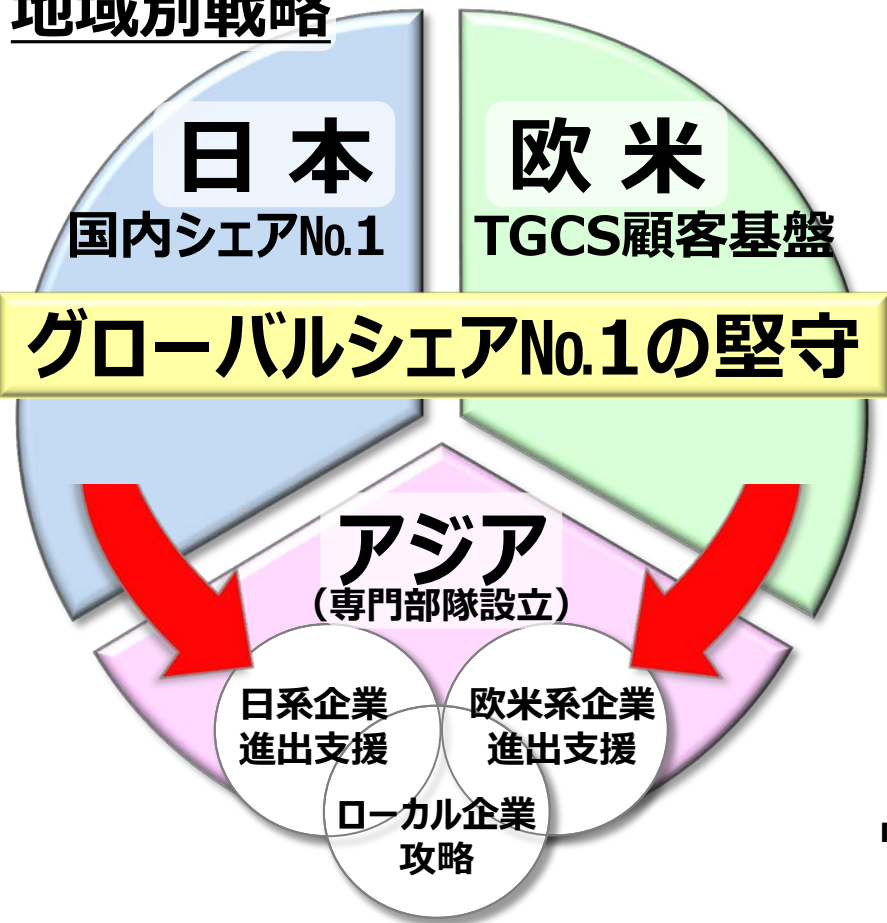 地域別戦略
日本
国内シェア№1
欧米
TGCS顧客基盤
グローバルシェア№1の堅守
アジア
（専門部隊設立）
日系企業
進出支援
欧米系企業
進出支援
ローカル企業
攻略